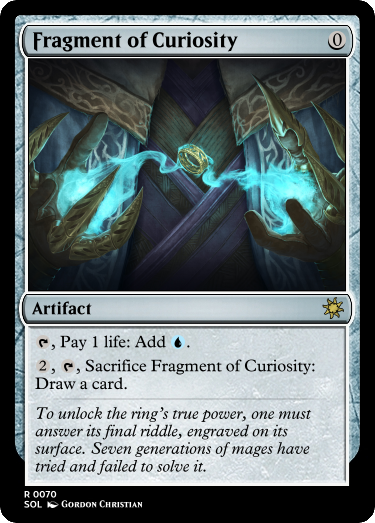 Fragment of Curiosity 0
Artifact
, Pay 1 life: Add .
2, , Sacrifice Fragment of Curiosity:
Draw a card.
To unlock the ring's true power, one must
answer its final riddle, engraved on its
surface. Seven generations of mages have
tried and failed to solve it.
R 0070
SOL Gordon Christian